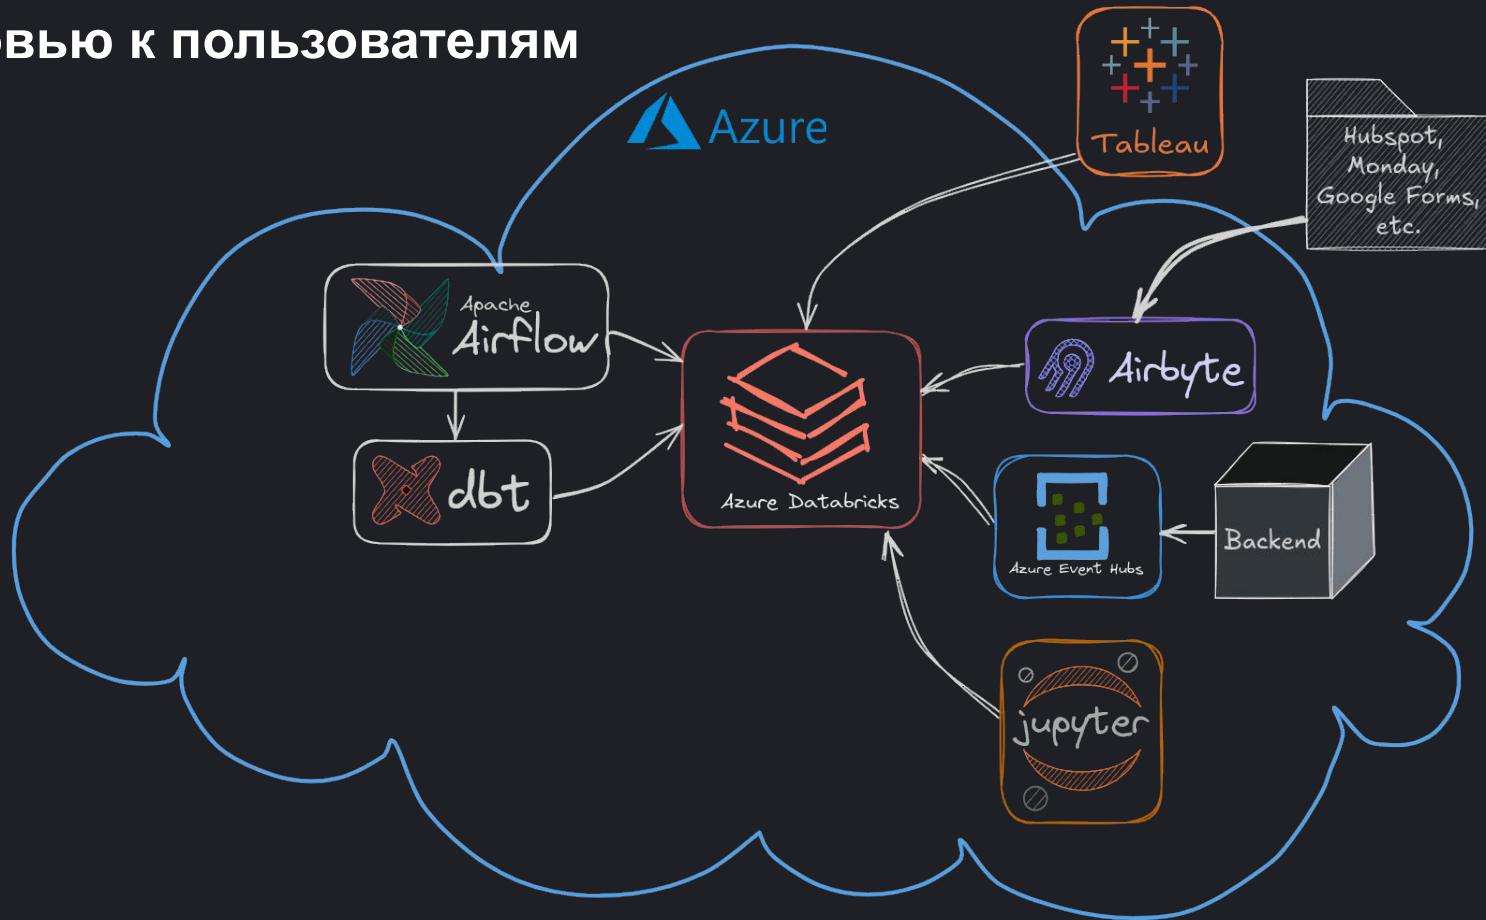 овью к пользователям
Azure
Tableau
Hubspot,
Monday,
Google Forms,
etc.
Apache
Airflow
Airbyte
dbt
Azure Databricks
Backend
Azure Event Hubs
jupyter